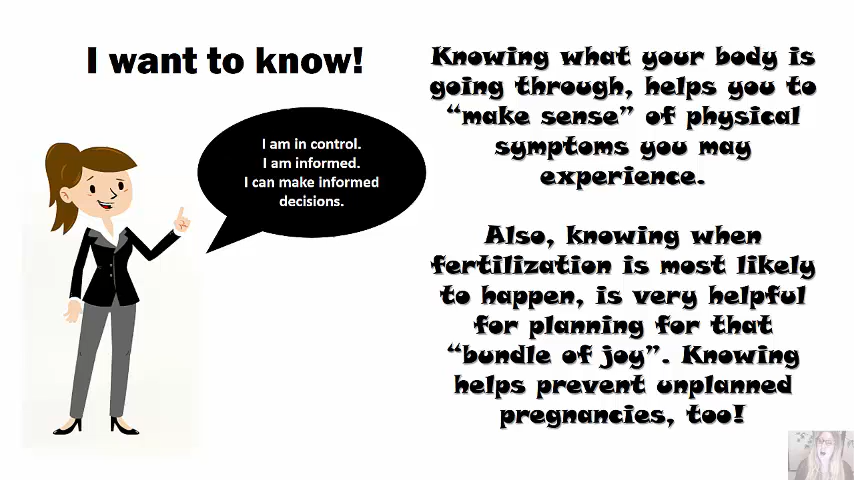 I want to know!
I am in control.
I am informed.
I can make informed
decisions.
Knowing what your body is
going through, helps you to
“make sense” of physical
symptoms you may
experience.
Also, knowing when
fertilization is most likely
to happen, is very helpful
for planning for that
“bundle of joy”. Knowing
helps prevent unplanned
pregnancies, too!